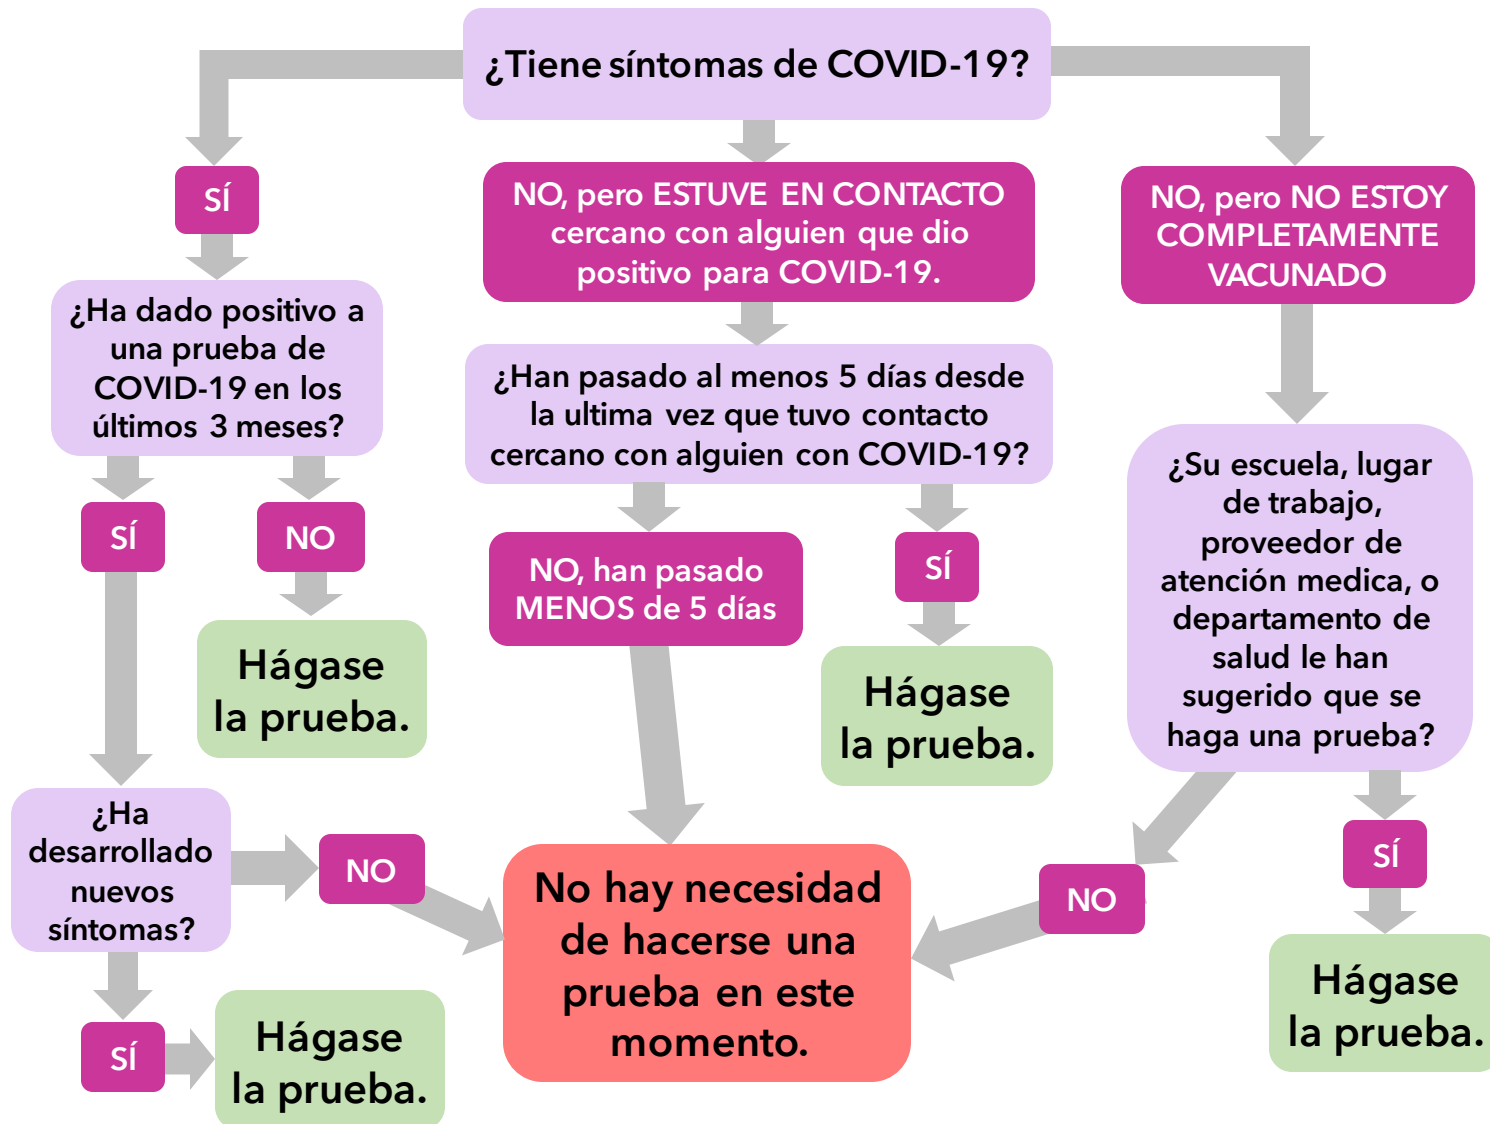 ¿Tiene síntomas de COVID-19?
SÍ
¿Ha dado positivo a
una prueba de
COVID-19 en los
últimos 3 meses?
SÍ
NO
Hágase
la prueba.
¿Ha
desarrollado
nuevos
síntomas?
NO
SÍ
Hágase
la prueba.
NO, pero ESTUVE EN CONTACTO
cercano con alguien que dio
positivo para COVID-19.
¿Han pasado al menos 5 días desde
la ultima vez que tuvo contacto
cercano con alguien con COVID-19?
NO, han pasado
MENOS de 5 días
SÍ
Hágase
la prueba.
No hay necesidad
de hacerse una
prueba en este
momento.
NO, pero NO ESTOY
COMPLETAMENTE
VACUNADO
¿Su escuela, lugar
de trabajo,
proveedor de
atención medica, o
departamento de
salud le han
sugerido que se
haga una prueba?
NO
SÍ
Hágase
la prueba.